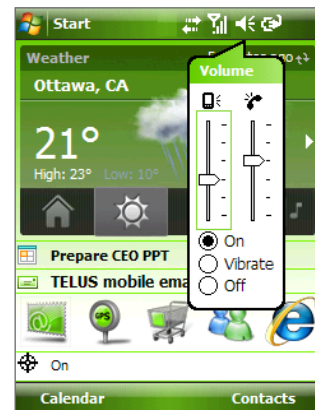 Start
Weather
Volume
Ottawa, CA
21°
High: 23° Low: 10°
On
Vibrate
Off
Prepare CEO PPT
TELUS mobile ema
GPS
On
Calendar
Contacts